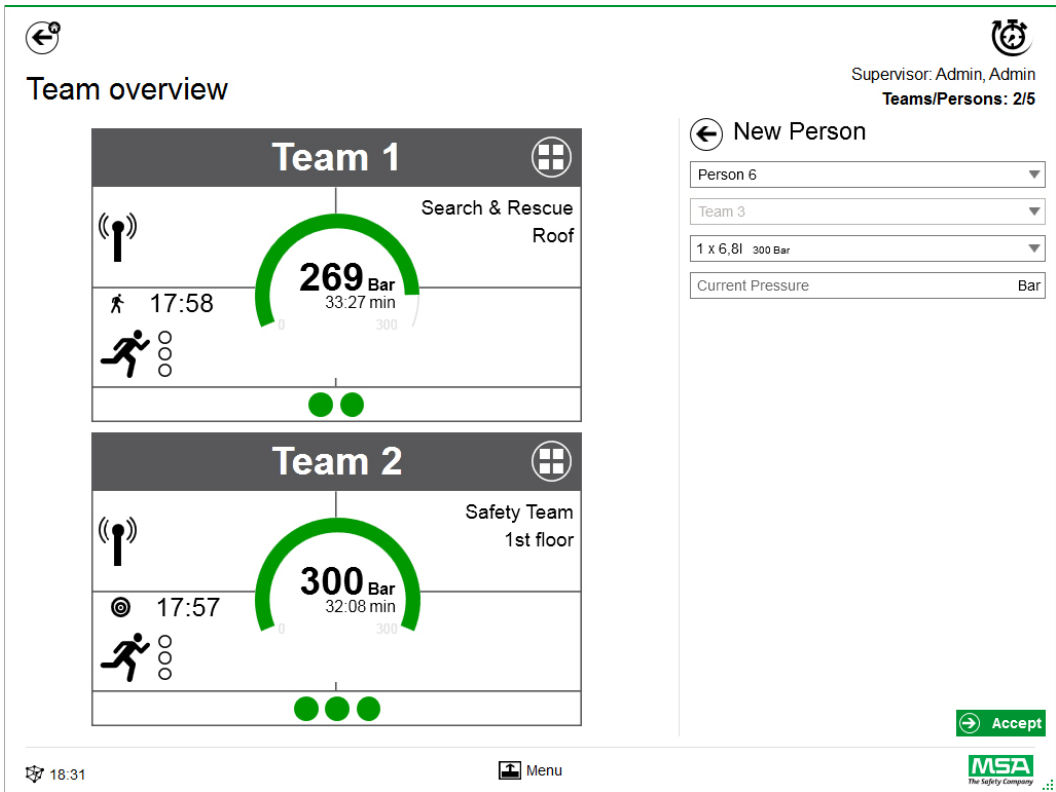 Team overview
Supervisor: Admin, Admin
Teams/Persons: 2/5
Team 1
Search & Rescue
Roof
269 Bar
33:27 min
0 300
17:58
Team 2
Safety Team
1st floor
300 Bar
32:08 min
0 300
17:57
New Person
Person 6
Team 3
1 x 6,8l 300 Bar
Current Pressure Bar
Accept
18:31
Menu
MSA
The Safety Company